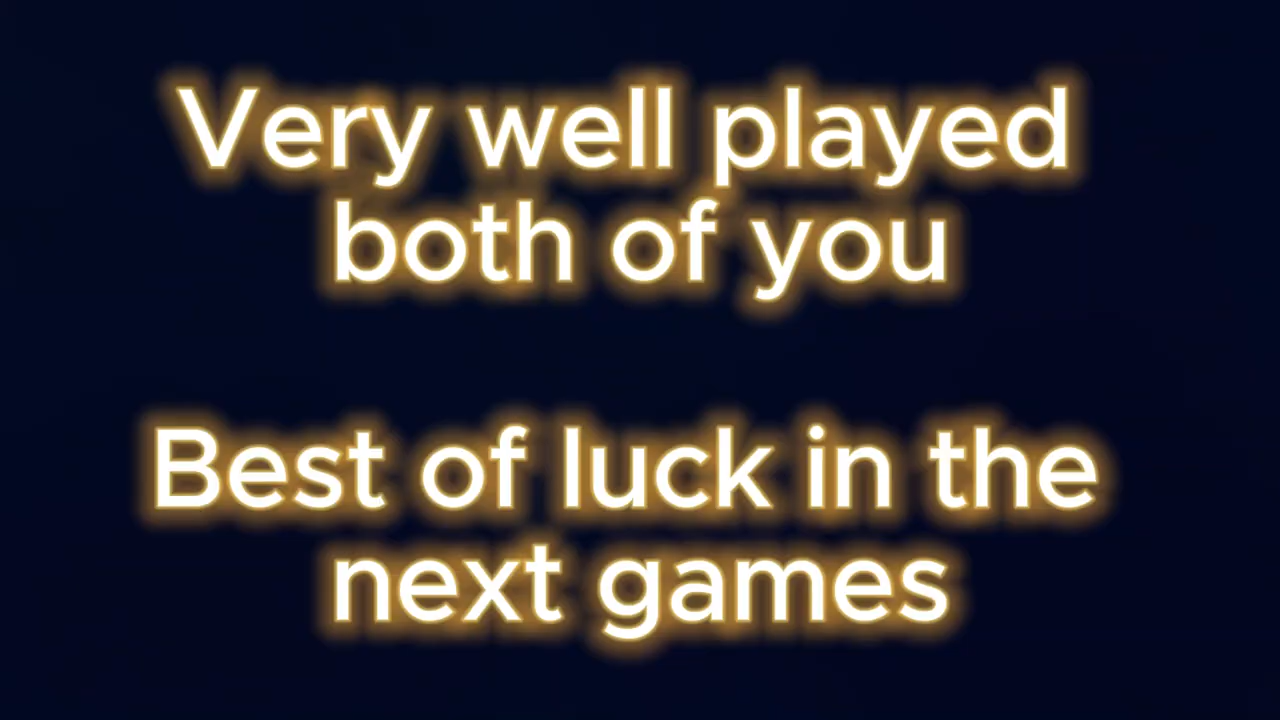 Very well played
both of you
Best of luck in the
next games